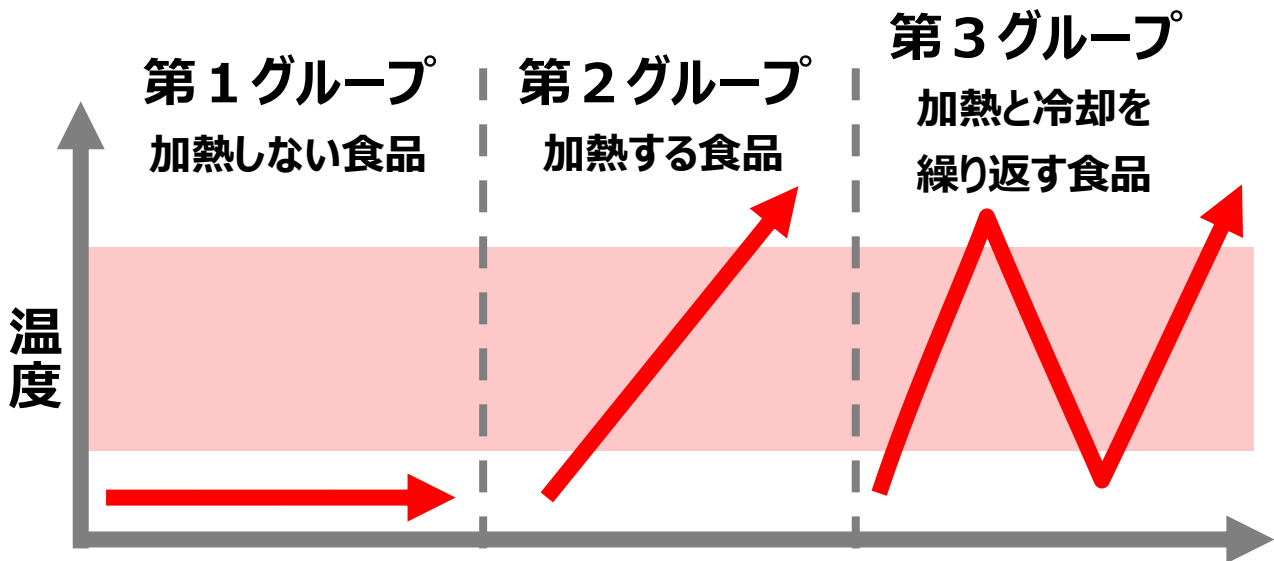 第１グループ
加熱しない食品
第２グループ
加熱する食品
第３グループ
加熱と冷却を
繰り返す食品
温度